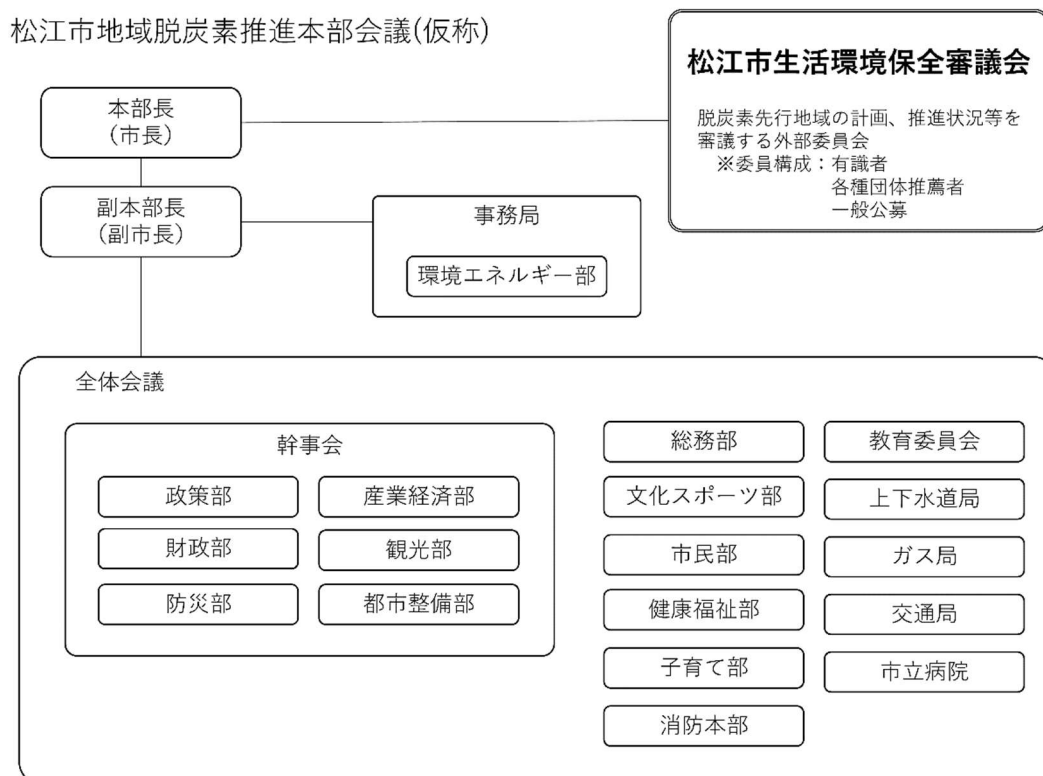 松江市地域脱炭素推進本部会議(仮称)
松江市生活環境保全審議会
脱炭素先行地域の計画、推進状況等を
審議する外部委員会
※委員構成：有識者
各種団体推薦者
一般公募
本部長
(市長)
副本部長
(副市長)
事務局
環境エネルギー部
全体会議
幹事会
政策部
産業経済部
財政部
観光部
防災部
都市整備部
総務部
教育委員会
文化スポーツ部
上下水道局
市民部
ガス局
健康福祉部
交通局
子育て部
市立病院
消防本部